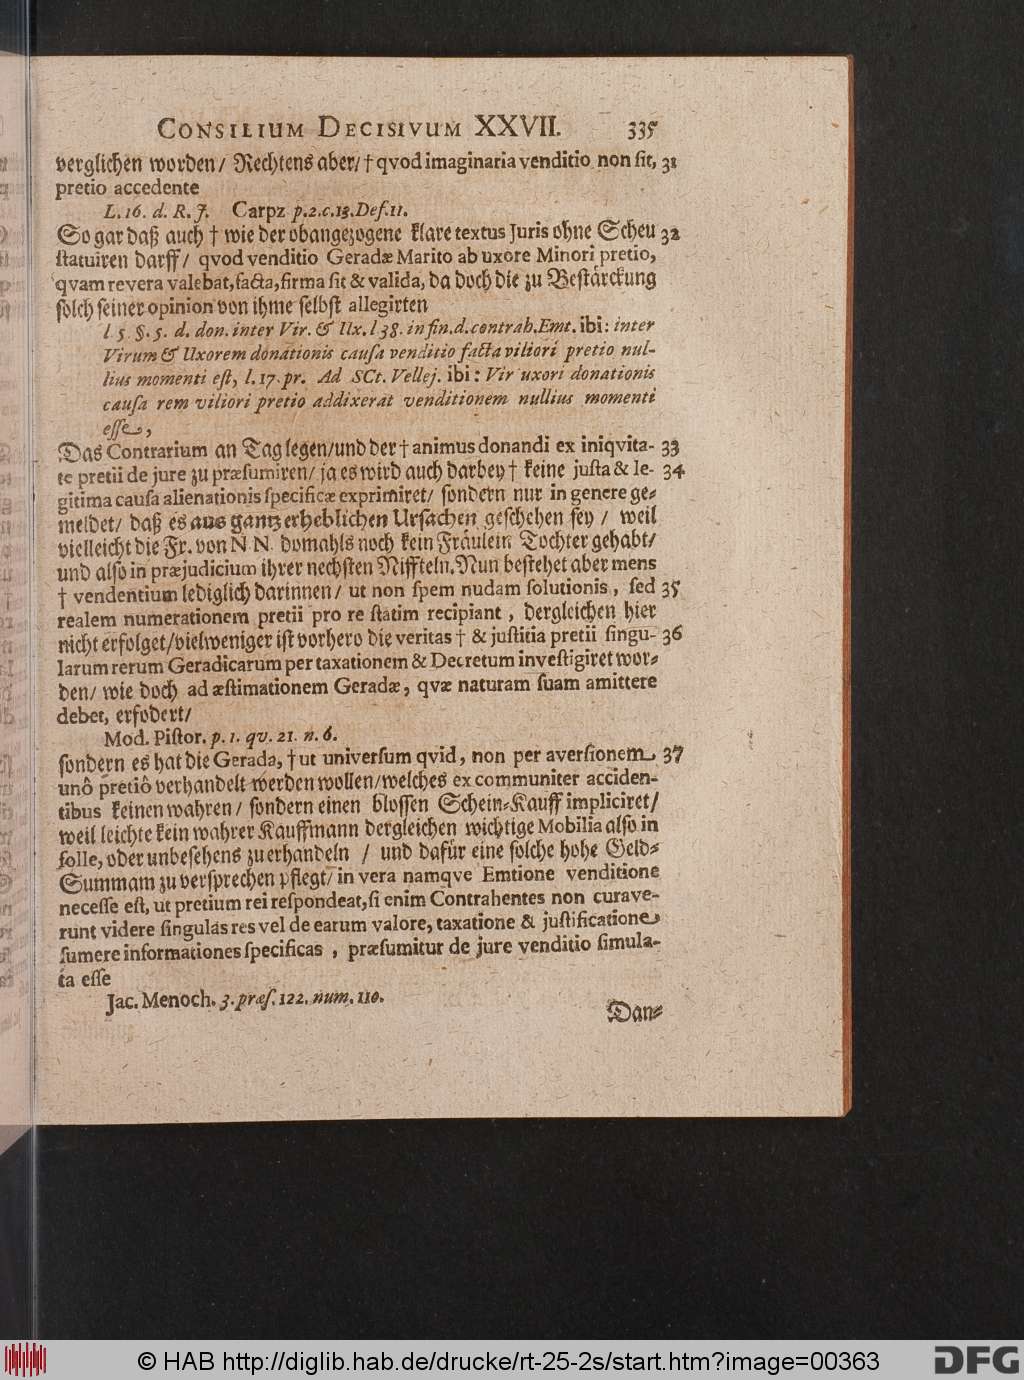 CONSILIUM DECISIVUM XXVII. 335
verglichen worden/ Rechtens aber/ † qvod imaginaria venditio non ſit, 31
pretio accedente
L. 16. d. R. J. Carpz p. 2. c. 13. Def. 11.
So gar daß auch † wie der obangezogene klare textus Juris ohne Scheu 32
ſtatuiren darff/ qvod venditio Geradæ Marito ab uxore Minori pretio,
qvam revera valebat, facta, firma ſit & valida, da doch die zu Beſtärckung
ſolch ſeiner opinion von ihme ſelbſt allegirten
l 5. §. 5. d. don. inter Vir. & Ux. l 38. in fin. d. contrah. Emt. ibi: inter
Virum & Uxorem donationis cauſa venditio facta viliori pretio nul-
lius momenti eſt, l. 17. pr. Ad SCt. Vellej. ibi: Vir uxori donationis
cauſa rem viliori pretio addixerat venditionem nullius momenti
eſſe,
Das Contrarium an Tag legen/ und der † animus donandi ex iniqvita- 33
te pretii de jure zu præſumiren/ ja es wird auch darbey † keine juſta & le- 34
gitima cauſa alienationis ſpecificæ exprimiret/ ſondern nur in genere ge-
meldet/ daß es aus gantz erheblichen Urſachen geſchehen ſey / weil
vielleicht die Fr. von N N. domahls noch kein Fräulein Tochter gehabt/
und alſo in præjudicium ihrer nechſten Nifften. Nun beſtehet aber mens
† vendentium lediglich darinnen/ ut non ſpem nudam ſolutionis, ſed 35
realem numerationem pretii pro re ſtatim recipiant, dergleichen hier
nicht erfolget/ vielweniger iſt vorhero die veritas † & juſtitia pretii ſingu- 36
larum rerum Geradicarum per taxationem & Decretum inveſtigiret wor-
den/ wie doch ad æſtimationem Geradæ, qvæ naturam ſuam amittere
debet, erfodert/
Mod. Piſtor. p. 1. qv. 21. n. 6.
ſondern es hat die Gerada, † ut univerſum qvid, non per averſionem 37
unô pretiô verhandelt werden wollen/ welches ex communiter acciden-
tibus keinen wahren/ ſondern einen bloſſen Schein-Kauff impliciret/
weil leichte kein wahrer Kauffmann dergleichen wichtige Mobilia alſo in
ſolle, oder unbeſehens zu erhandeln / und dafür eine ſolche hohe Geld-
Summam zu verſprechen pflegt/ in vera namqve Emtione venditione
neceſſe eſt, ut pretium rei reſpondeat, ſi enim Contrahentes non curave-
runt videre ſingulas res vel de earum valore, taxatione & juſtificatione
ſumere informationes ſpecificas, præſumitur de jure venditio ſimula-
ta eſſe
Jac. Menoch. 3. præſ. 122. num. 110.
Dan-
© HAB http://diglib.hab.de/drucke/rt-25-2s/start.htm?image=00363
DFG